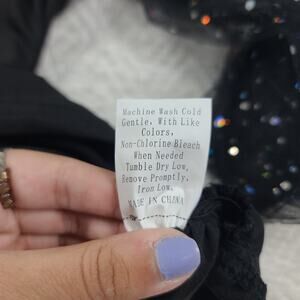 Machine Wash Cold
Gentle, With Like
Colors,
Non-Chlorine Bleach
When Needed
Tumble Dry Low,
Remove Promptly,
Iron Low,
MADE IN CHINA